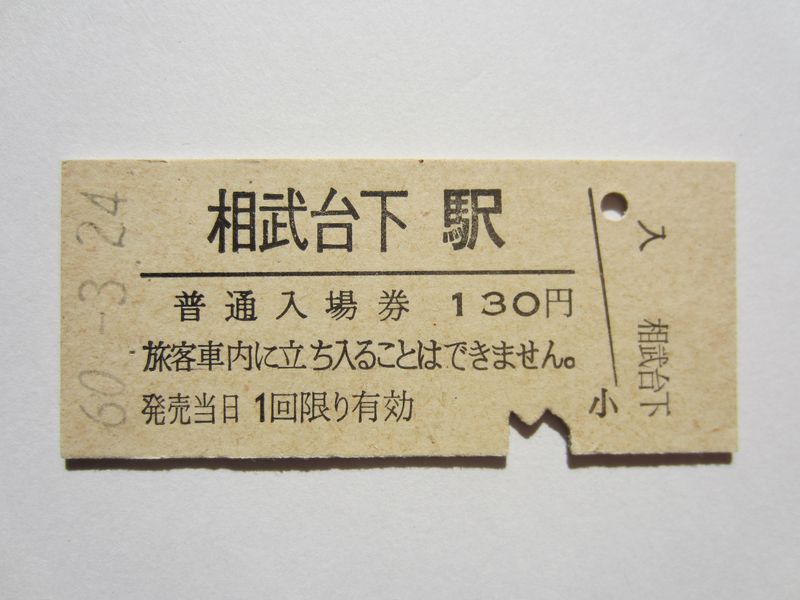 60.-3.24
相武台下 駅
普通入場券 130円
旅客車内に立ち入ることはできません。
発売当日1回限り有効
小
入
相武台下